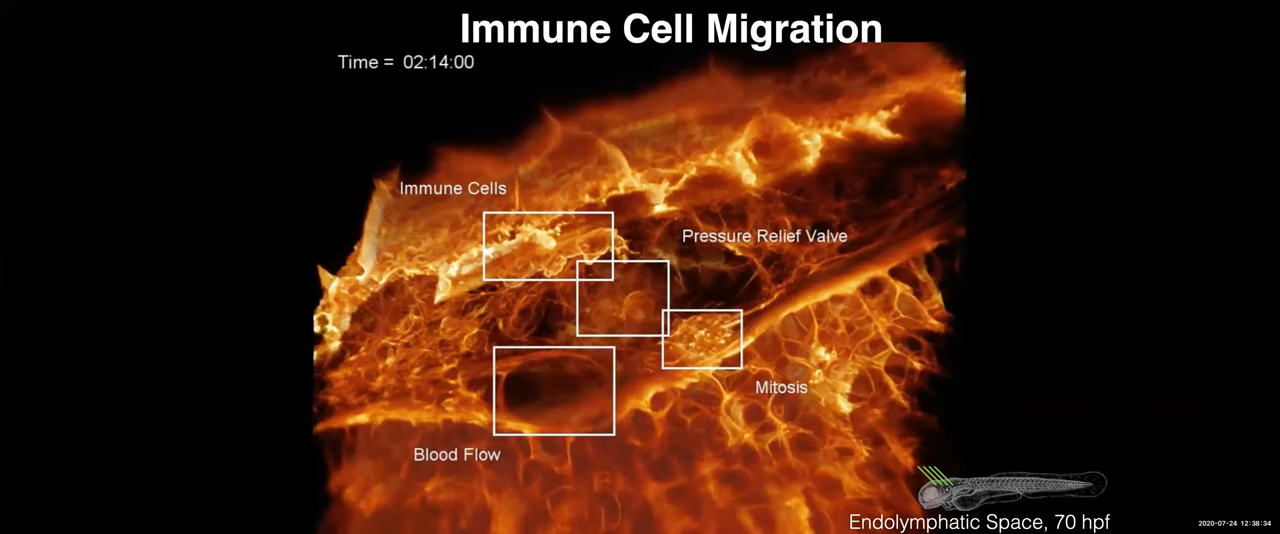 Immune Cell Migration
Time = 02:14:00
Immune Cells
Pressure Relief Valve
Mitosis
Blood Flow
Endolymphatic Space, 70 hpf
2020-07-24 12:38:34